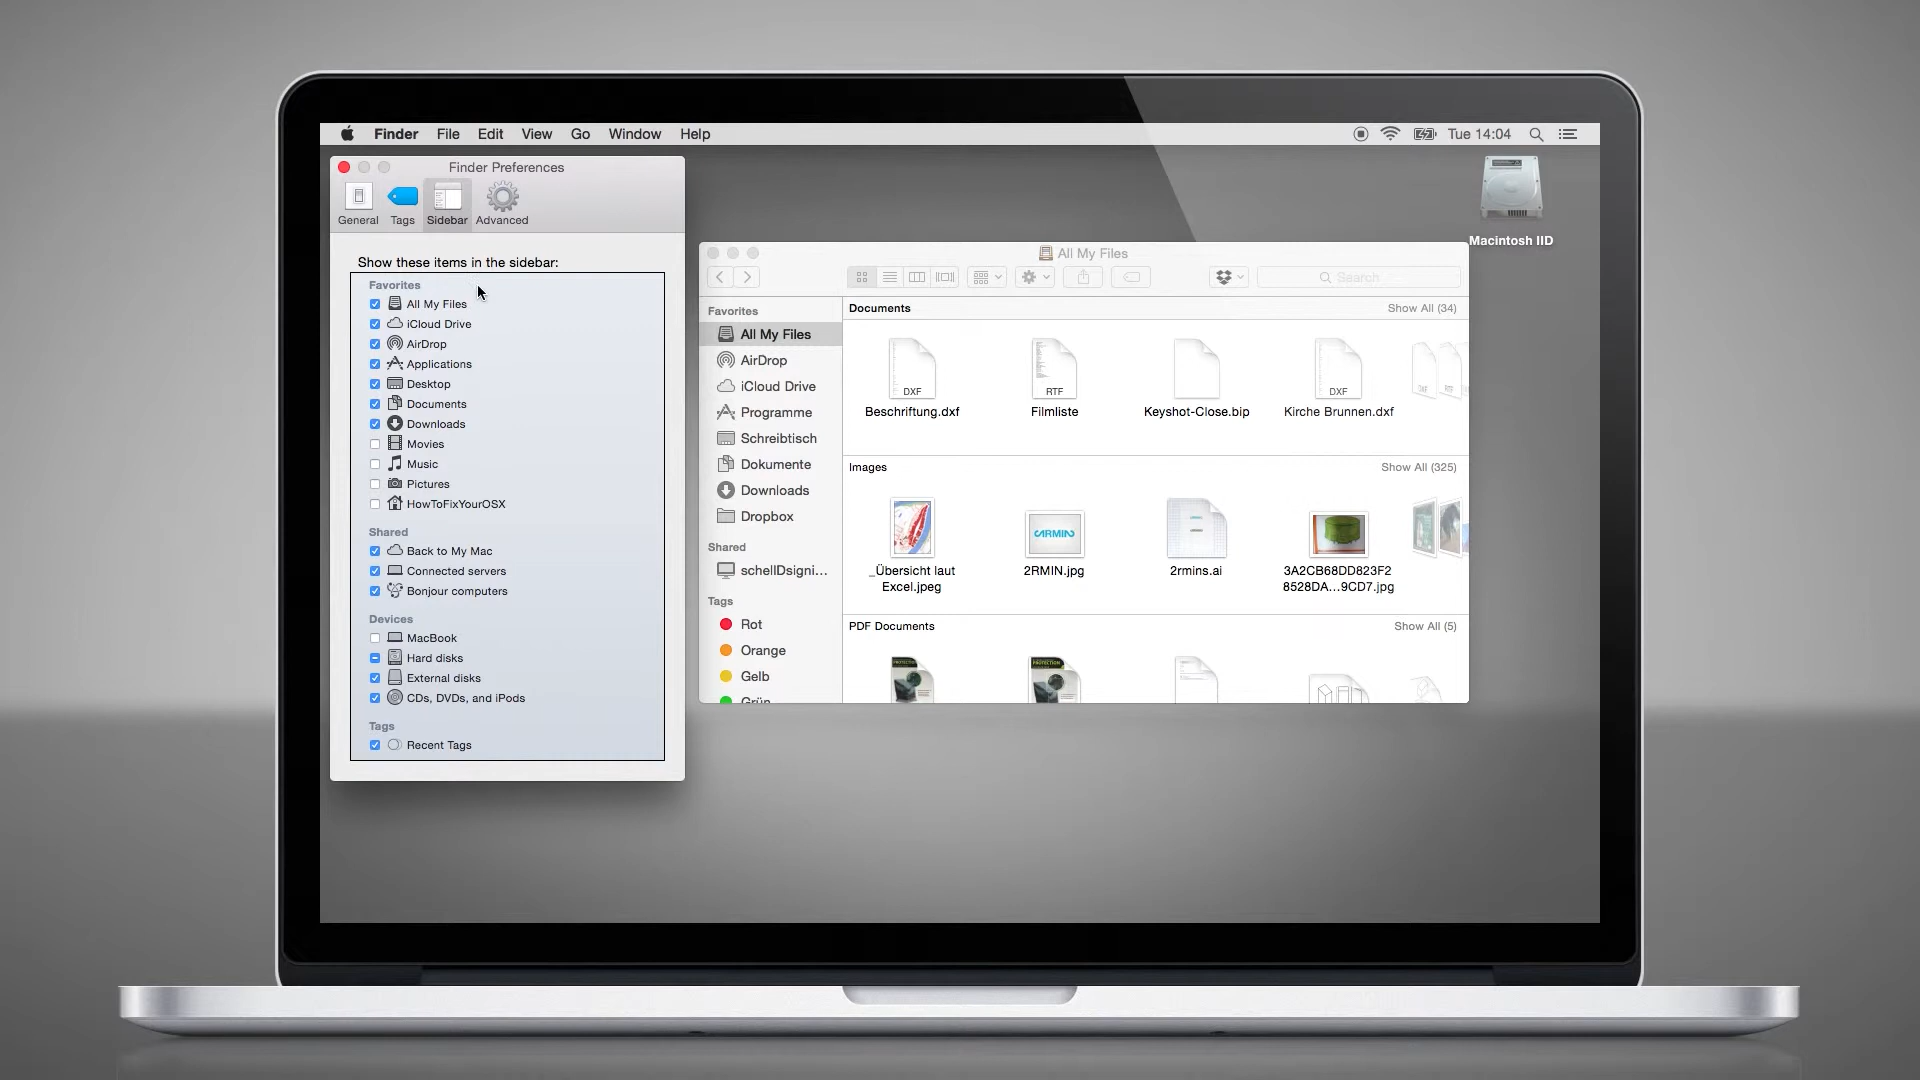 Finder File Edit View Go Window Help
Tue 14:04
Finder Preferences
General Tags Sidebar Advanced
Show these items in the sidebar:
Favorites
All My Files
iCloud Drive
AirDrop
Applications
Desktop
Documents
Downloads
Movies
Music
Pictures
HowToFixYourOSX
Shared
Back to My Mac
Connected servers
Bonjour computers
Devices
MacBook
Hard disks
External disks
CDs, DVDs, and iPods
Tags
Recent Tags
Macintosh HD
All My Files
Search
Favorites
All My Files
AirDrop
iCloud Drive
Programme
Schreibtisch
Dokumente
Downloads
Dropbox
Shared
schellDsigni...
Tags
Rot
Orange
Gelb
Grün
Documents
Show All (34)
DXF
RTF
DXF
Beschriftung.dxf
Filmliste
Keyshot-Close.bip
Kirche Brunnen.dxf
Images
Show All (325)
_Übersicht laut
Excel.jpeg
2RMIN.jpg
2rmins.ai
3A2CB68DD823F2
8528DA...9CD7.jpg
PDF Documents
Show All (5)